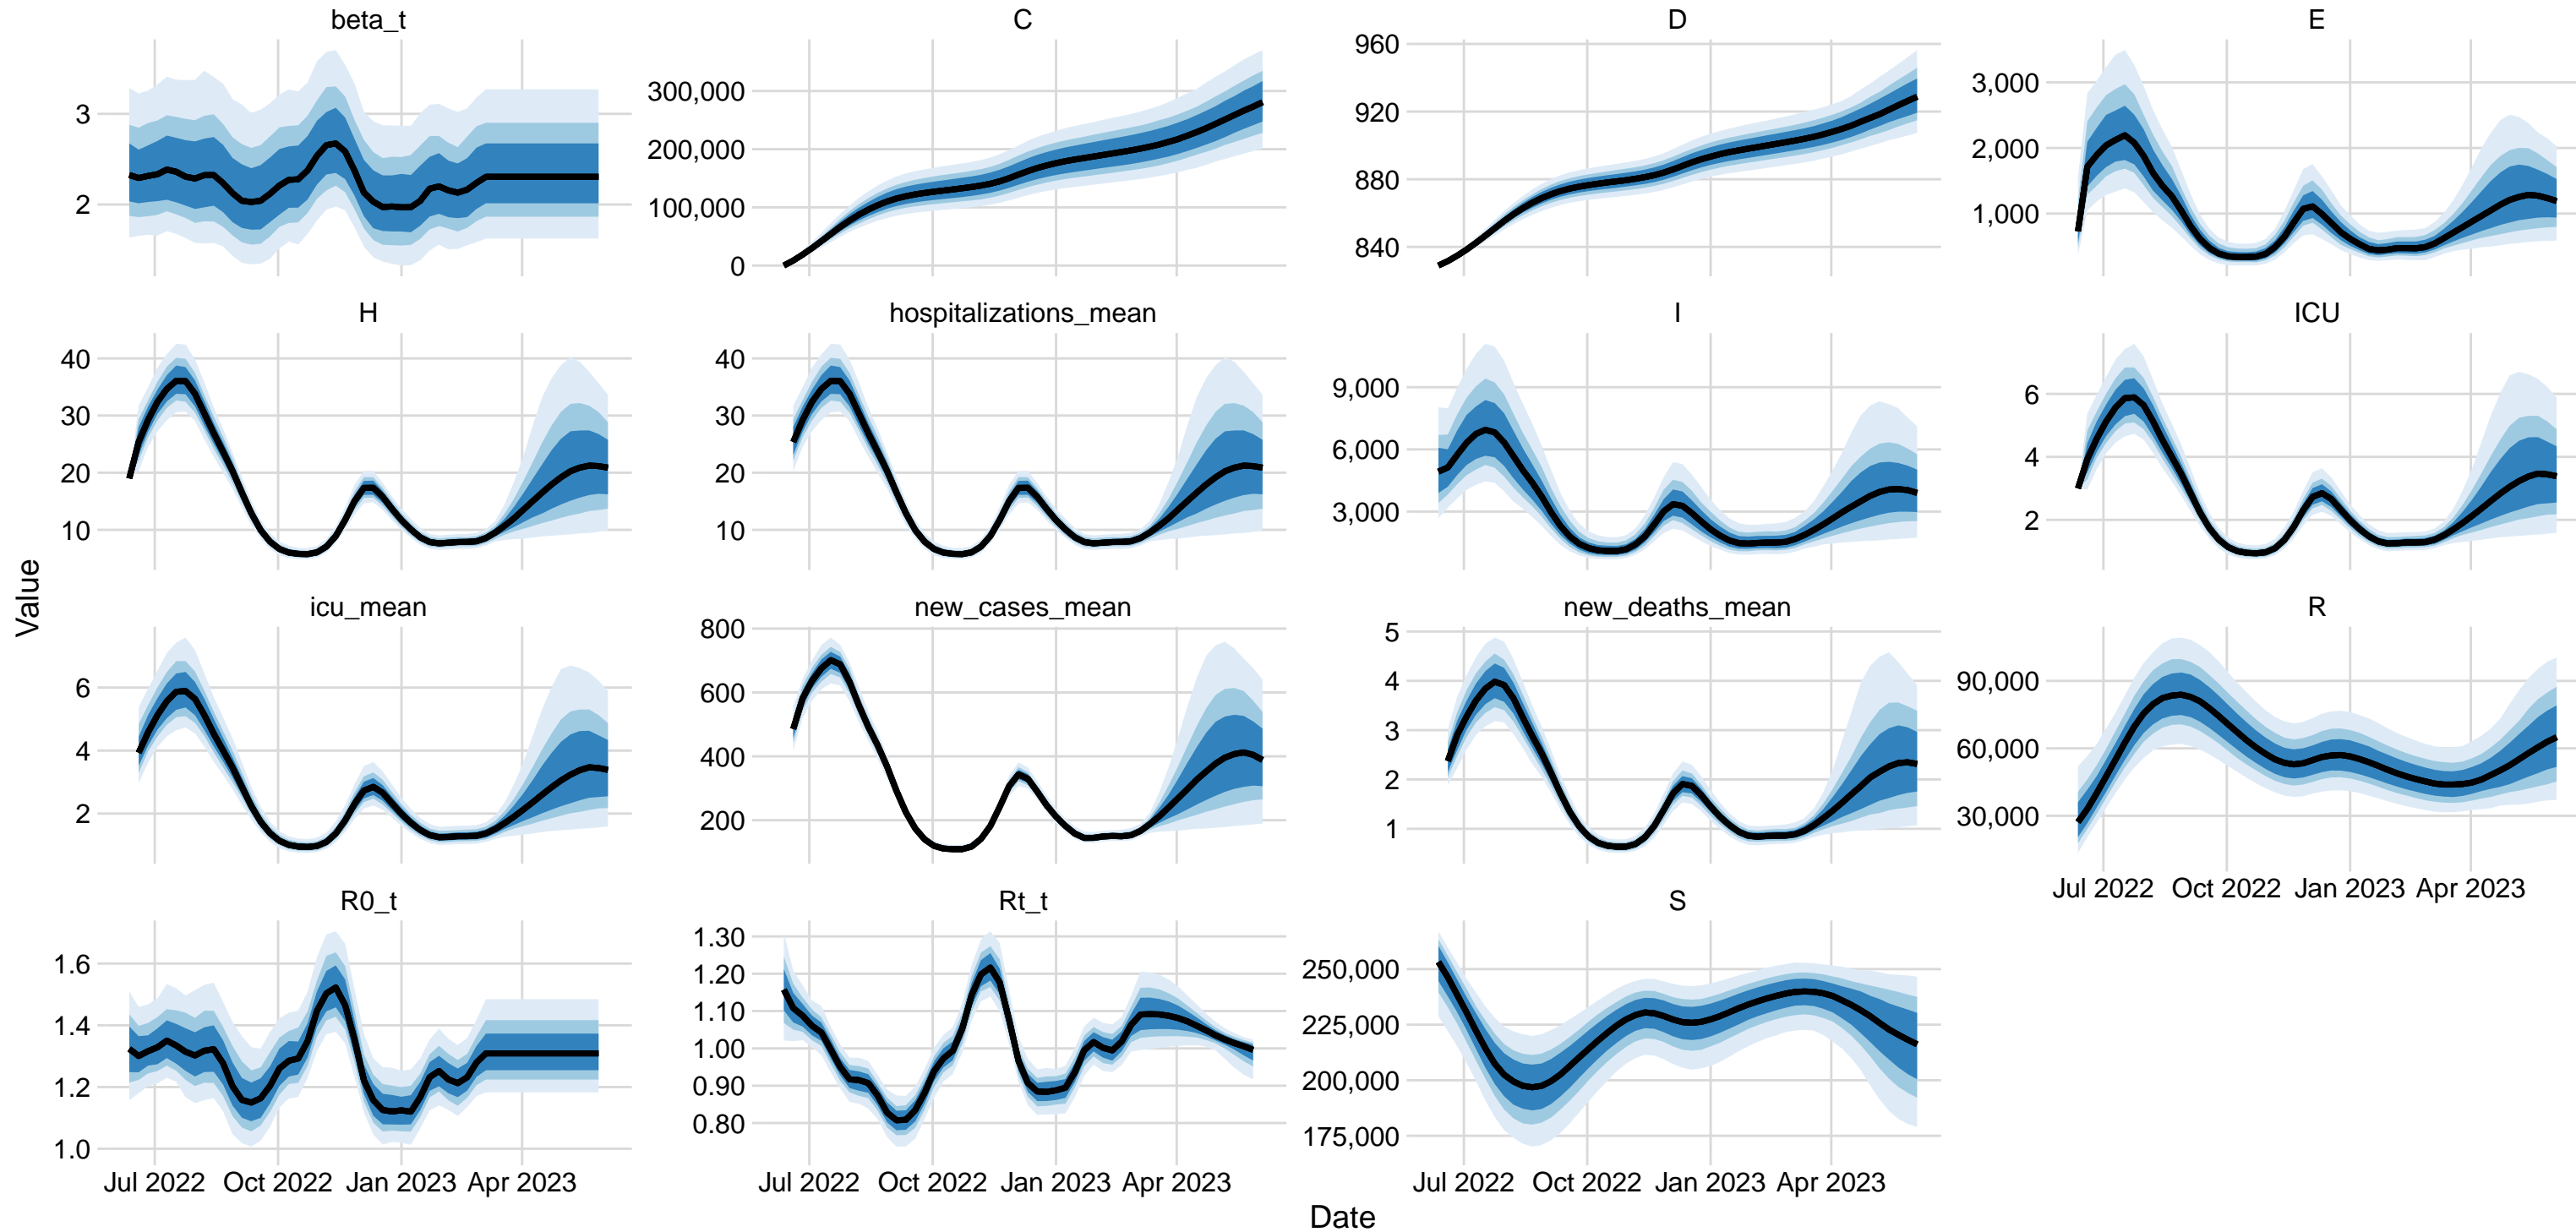 beta_t
C
D
E
3
2
300,000
200,000
100,000
0
960
920
880
840
3,000
2,000
1,000
H
hospitalizations_mean
I
ICU
40
30
20
10
40
30
20
10
9,000
6,000
3,000
6
4
2
Value
icu_mean
new_cases_mean
new_deaths_mean
R
6
4
2
800
600
400
200
5
4
3
2
1
90,000
60,000
30,000
Jul 2022 Oct 2022 Jan 2023 Apr 2023
R0_t
Rt_t
S
1.6
1.4
1.2
1.0
1.30
1.20
1.10
1.00
0.90
0.80
250,000
225,000
200,000
175,000
Jul 2022 Oct 2022 Jan 2023 Apr 2023
Jul 2022 Oct 2022 Jan 2023 Apr 2023
Jul 2022 Oct 2022 Jan 2023 Apr 2023
Date